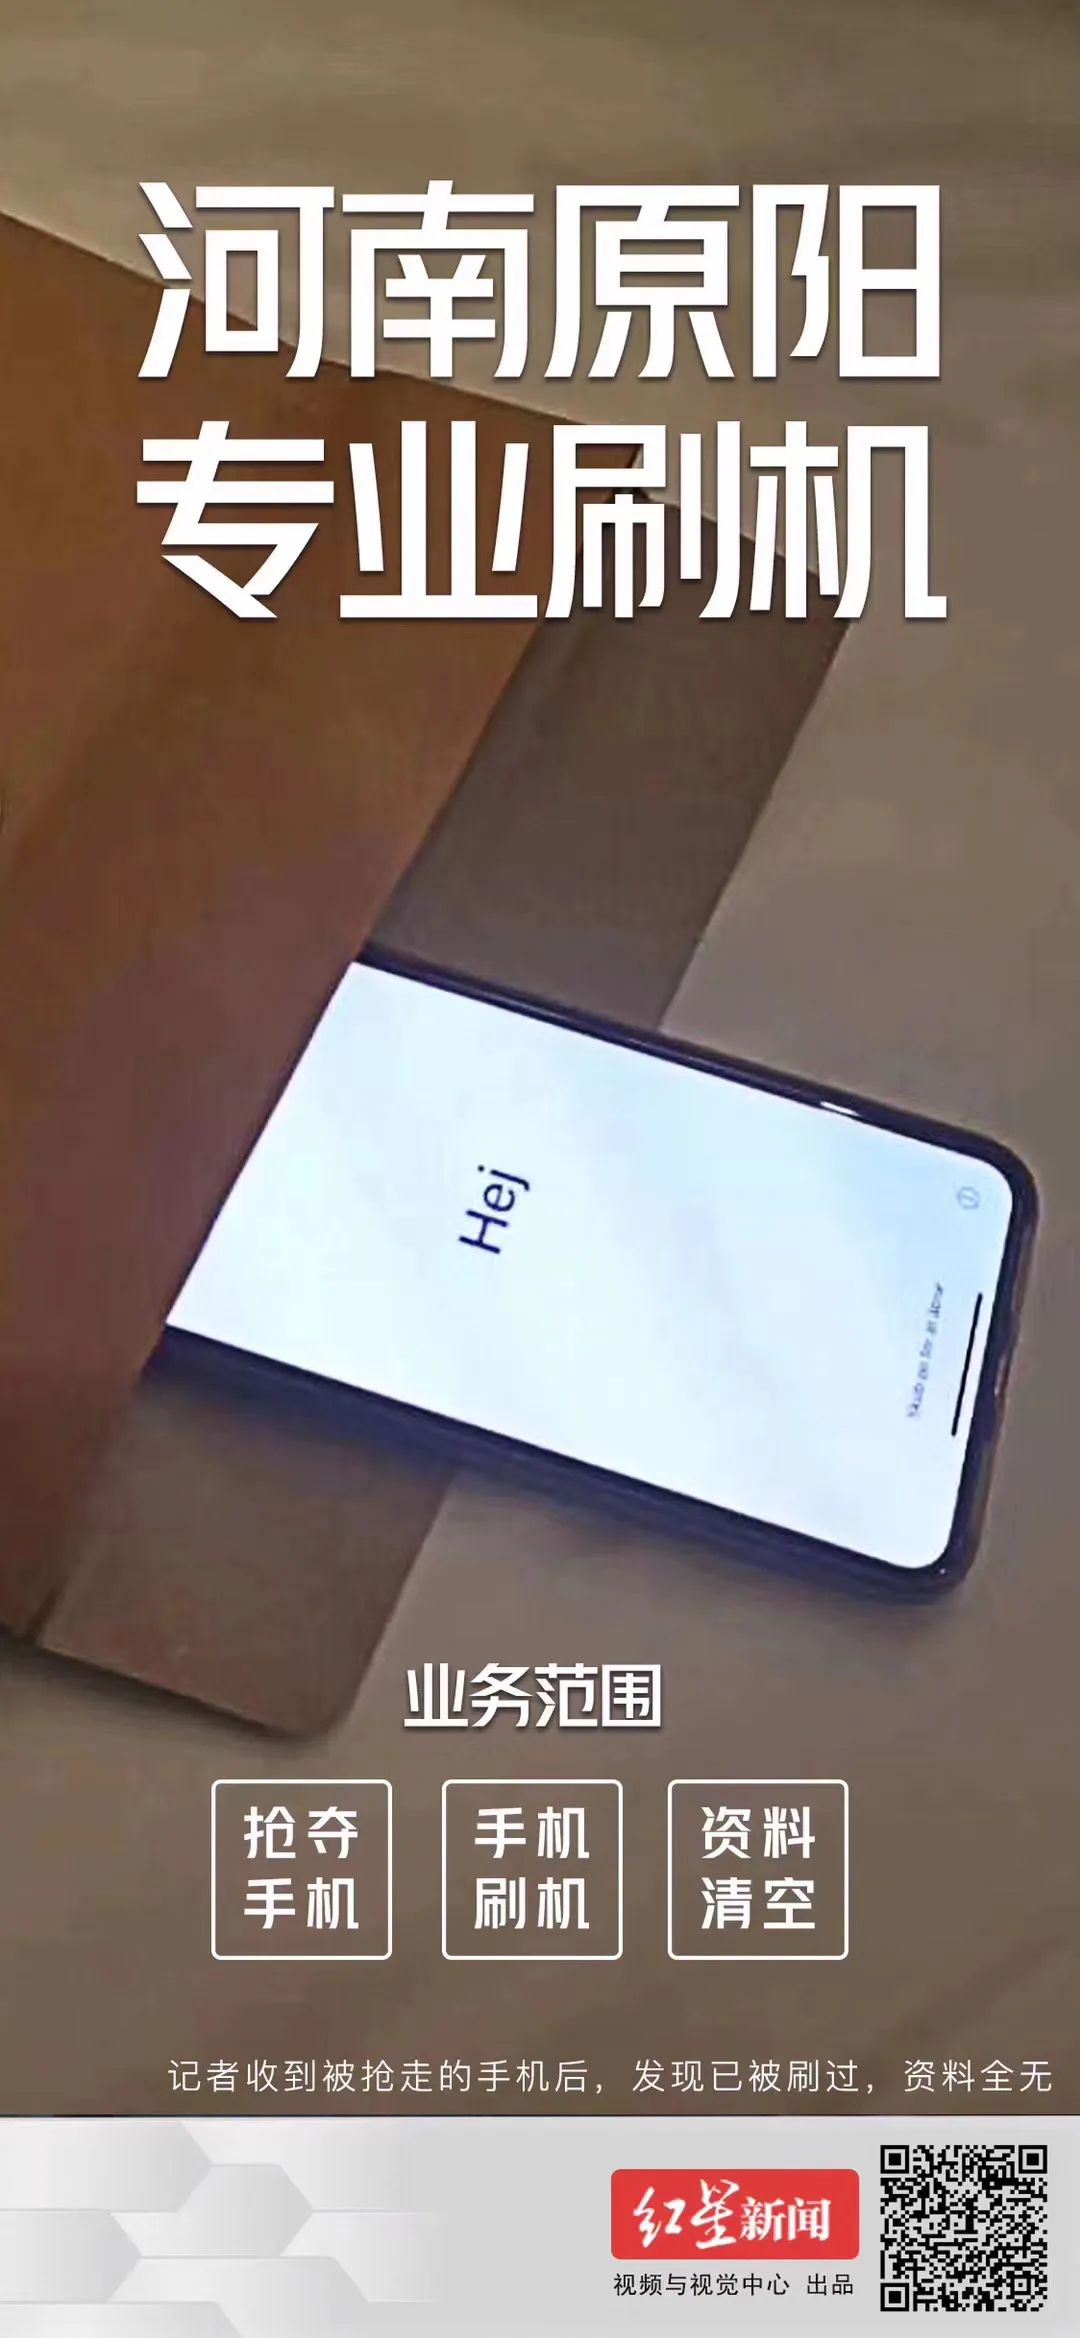 河南原阳
专业刷机
Hej
业务范围
抢夺
手机
手机
刷机
资料
清空
记者收到被抢走的手机后，发现已被刷过，资料全无
红星新闻
视频与视觉中心 出品